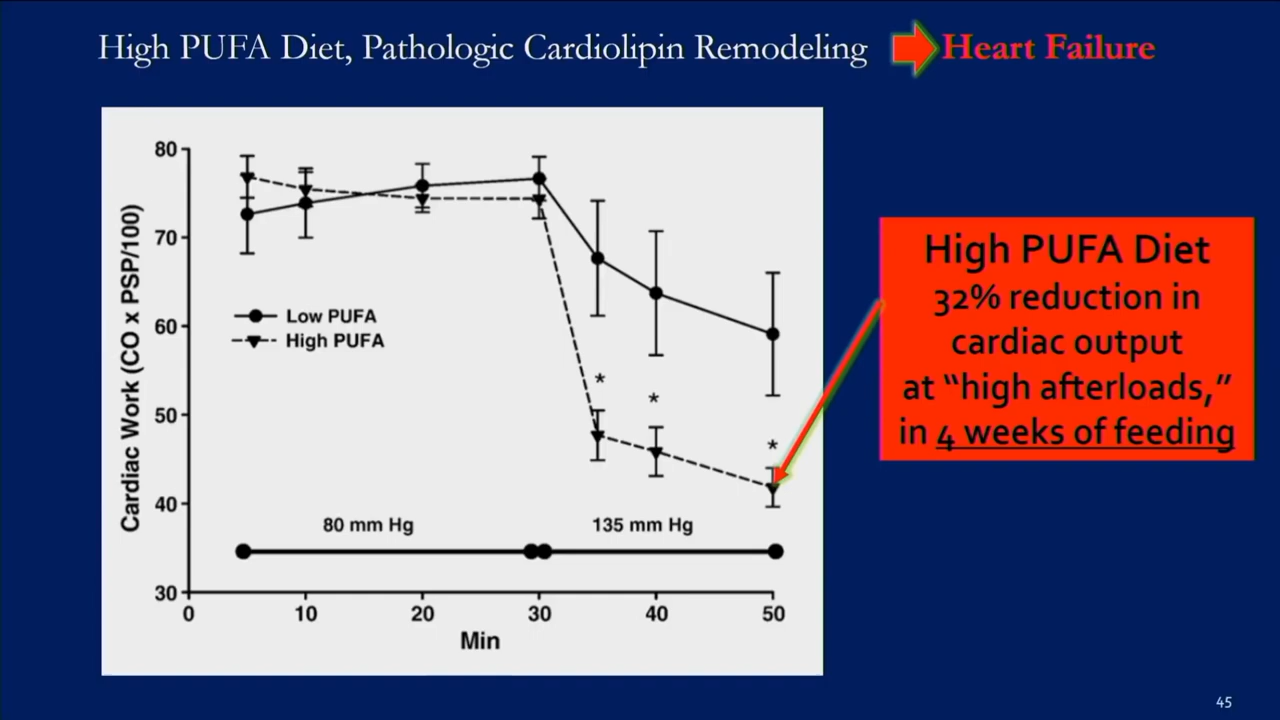 High PUFA Diet, Pathologic Cardiolipin Remodeling Heart Failure
80
70
60
50
40
30
Cardiac Work (CO x PSP/100)
Low PUFA
High PUFA
*
*
*
80 mm Hg
135 mm Hg
0 10 20 30 40 50
Min
High PUFA Diet
32% reduction in
cardiac output
at “high afterloads,”
in 4 weeks of feeding
45